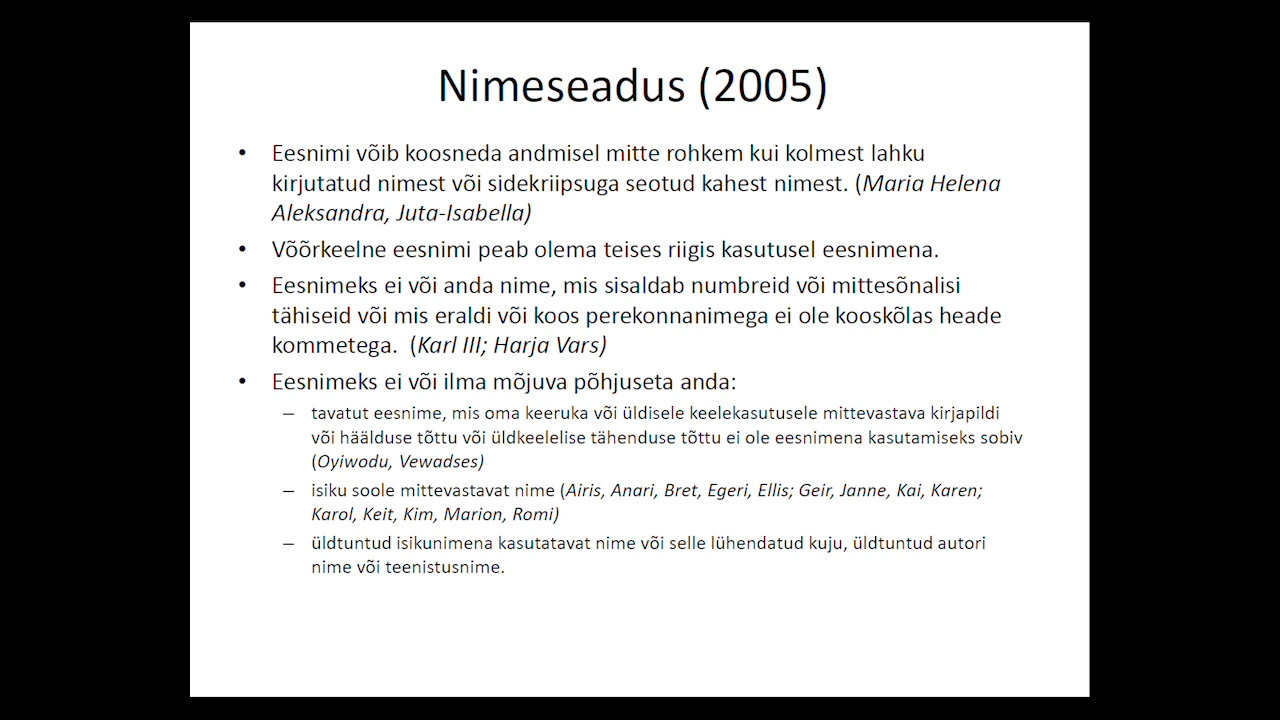 Nimeseadus (2005)
• Eesnimi võib koosneda andmisel mitte rohkem kui kolmest lahku
kirjutatud nimest või sidekriipsuga seotud kahest nimest. (Maria Helena
Aleksandra, Juta-Isabella)
• Võõrkeelne eesnimi peab olema teises riigis kasutusel eesnimena.
• Eesnimeks ei või anda nime, mis sisaldab numbreid või mittesõnalisi
tähiseid või mis eraldi või koos perekonnanimega ei ole kooskõlas heade
kommetega. (Karl III; Harja Vars)
• Eesnimeks ei või ilma mõjuva põhjuseta anda:
– tavatut eesnime, mis oma keeruka või üldisele keelekasutusele mittevastava kirjapildi
või häälduse tõttu või üldkeelelise tähenduse tõttu ei ole eesnimena kasutamiseks sobiv
(Oyiwodu, Vewadses)
– isiku soole mittevastavat nime (Airis, Anari, Bret, Egeri, Ellis; Geir, Janne, Kai, Karen;
Karol, Keit, Kim, Marion, Romi)
– üldtuntud isikunimena kasutatavat nime või selle lühendatud kuju, üldtuntud autori
nime või teenistusnime.